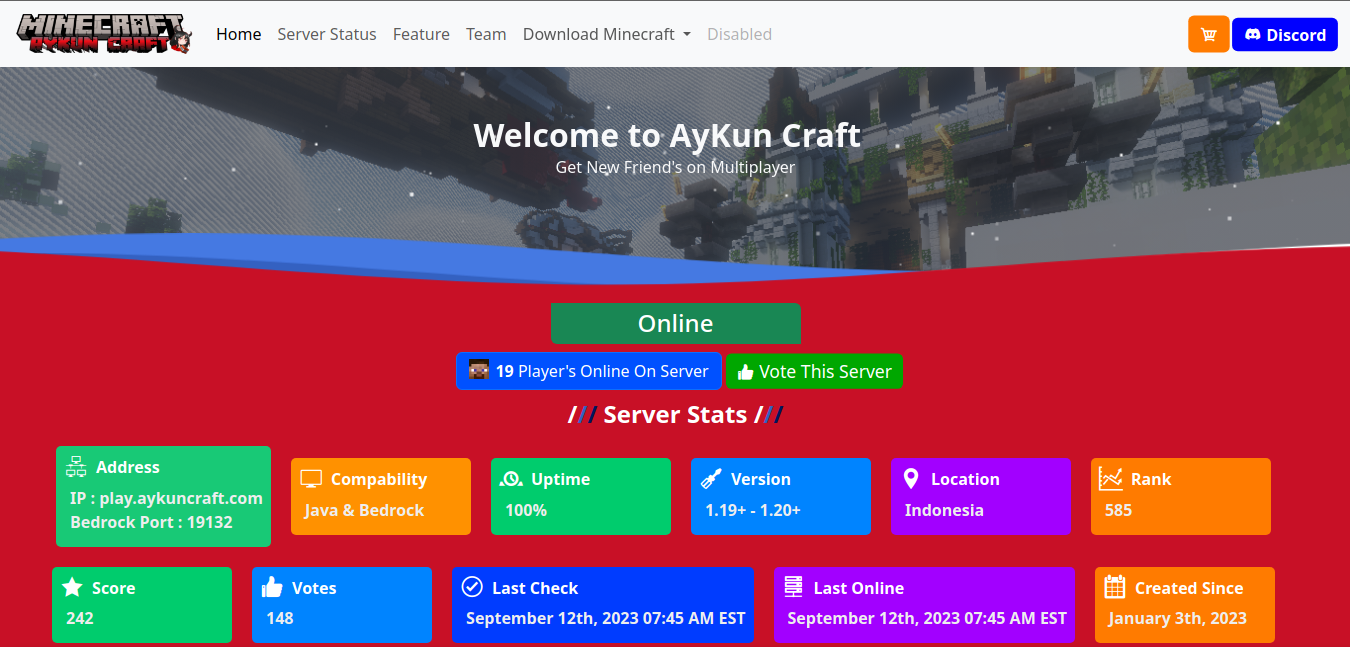 MINECRAFT
AYKUN CRAFT
Home Server Status Feature Team Download Minecraft Disabled
Discord
Welcome to AyKun Craft
Get New Friend's on Multiplayer
Online
19 Player's Online On Server
Vote This Server
/// Server Stats ///
Address
IP : play.aykuncraft.com
Bedrock Port : 19132
Compability
Java & Bedrock
Uptime
100%
Version
1.19+ - 1.20+
Location
Indonesia
Rank
585
Score
242
Votes
148
Last Check
September 12th, 2023 07:45 AM EST
Last Online
September 12th, 2023 07:45 AM EST
Created Since
January 3th, 2023